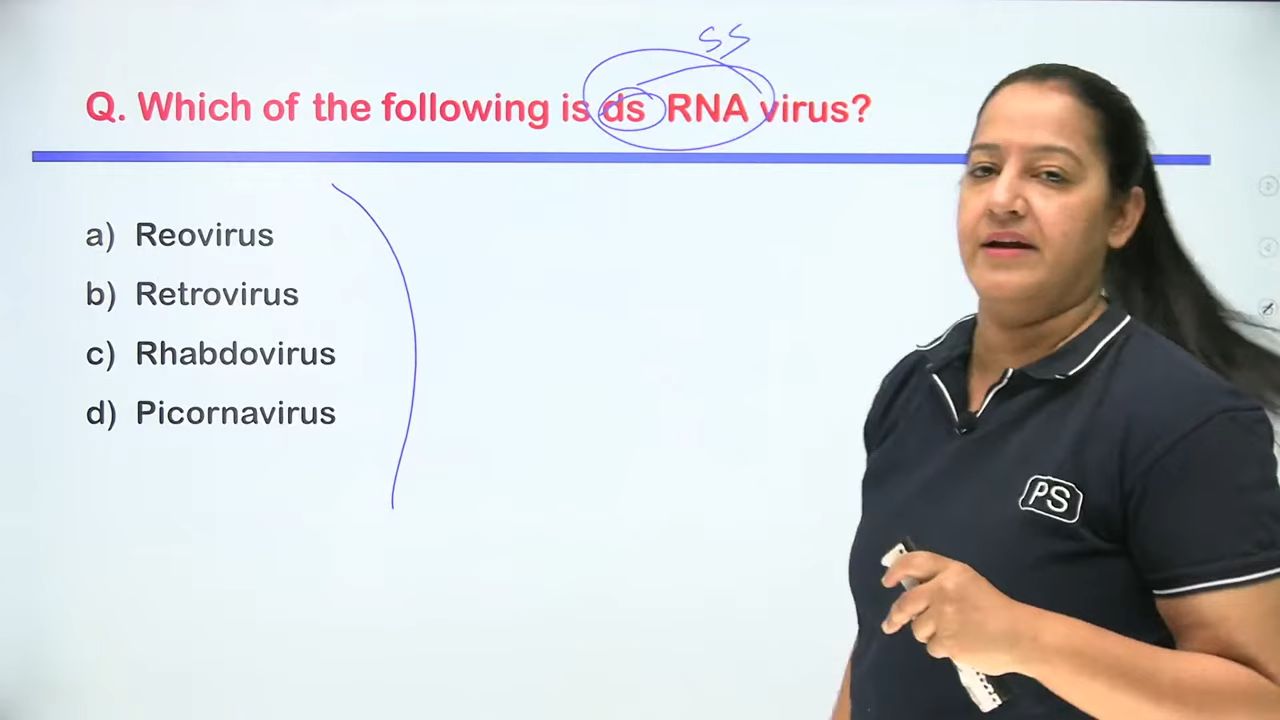 SS
Q. Which of the following is ds RNA virus?
a) Reovirus
b) Retrovirus
c) Rhabdovirus
d) Picornavirus
PS